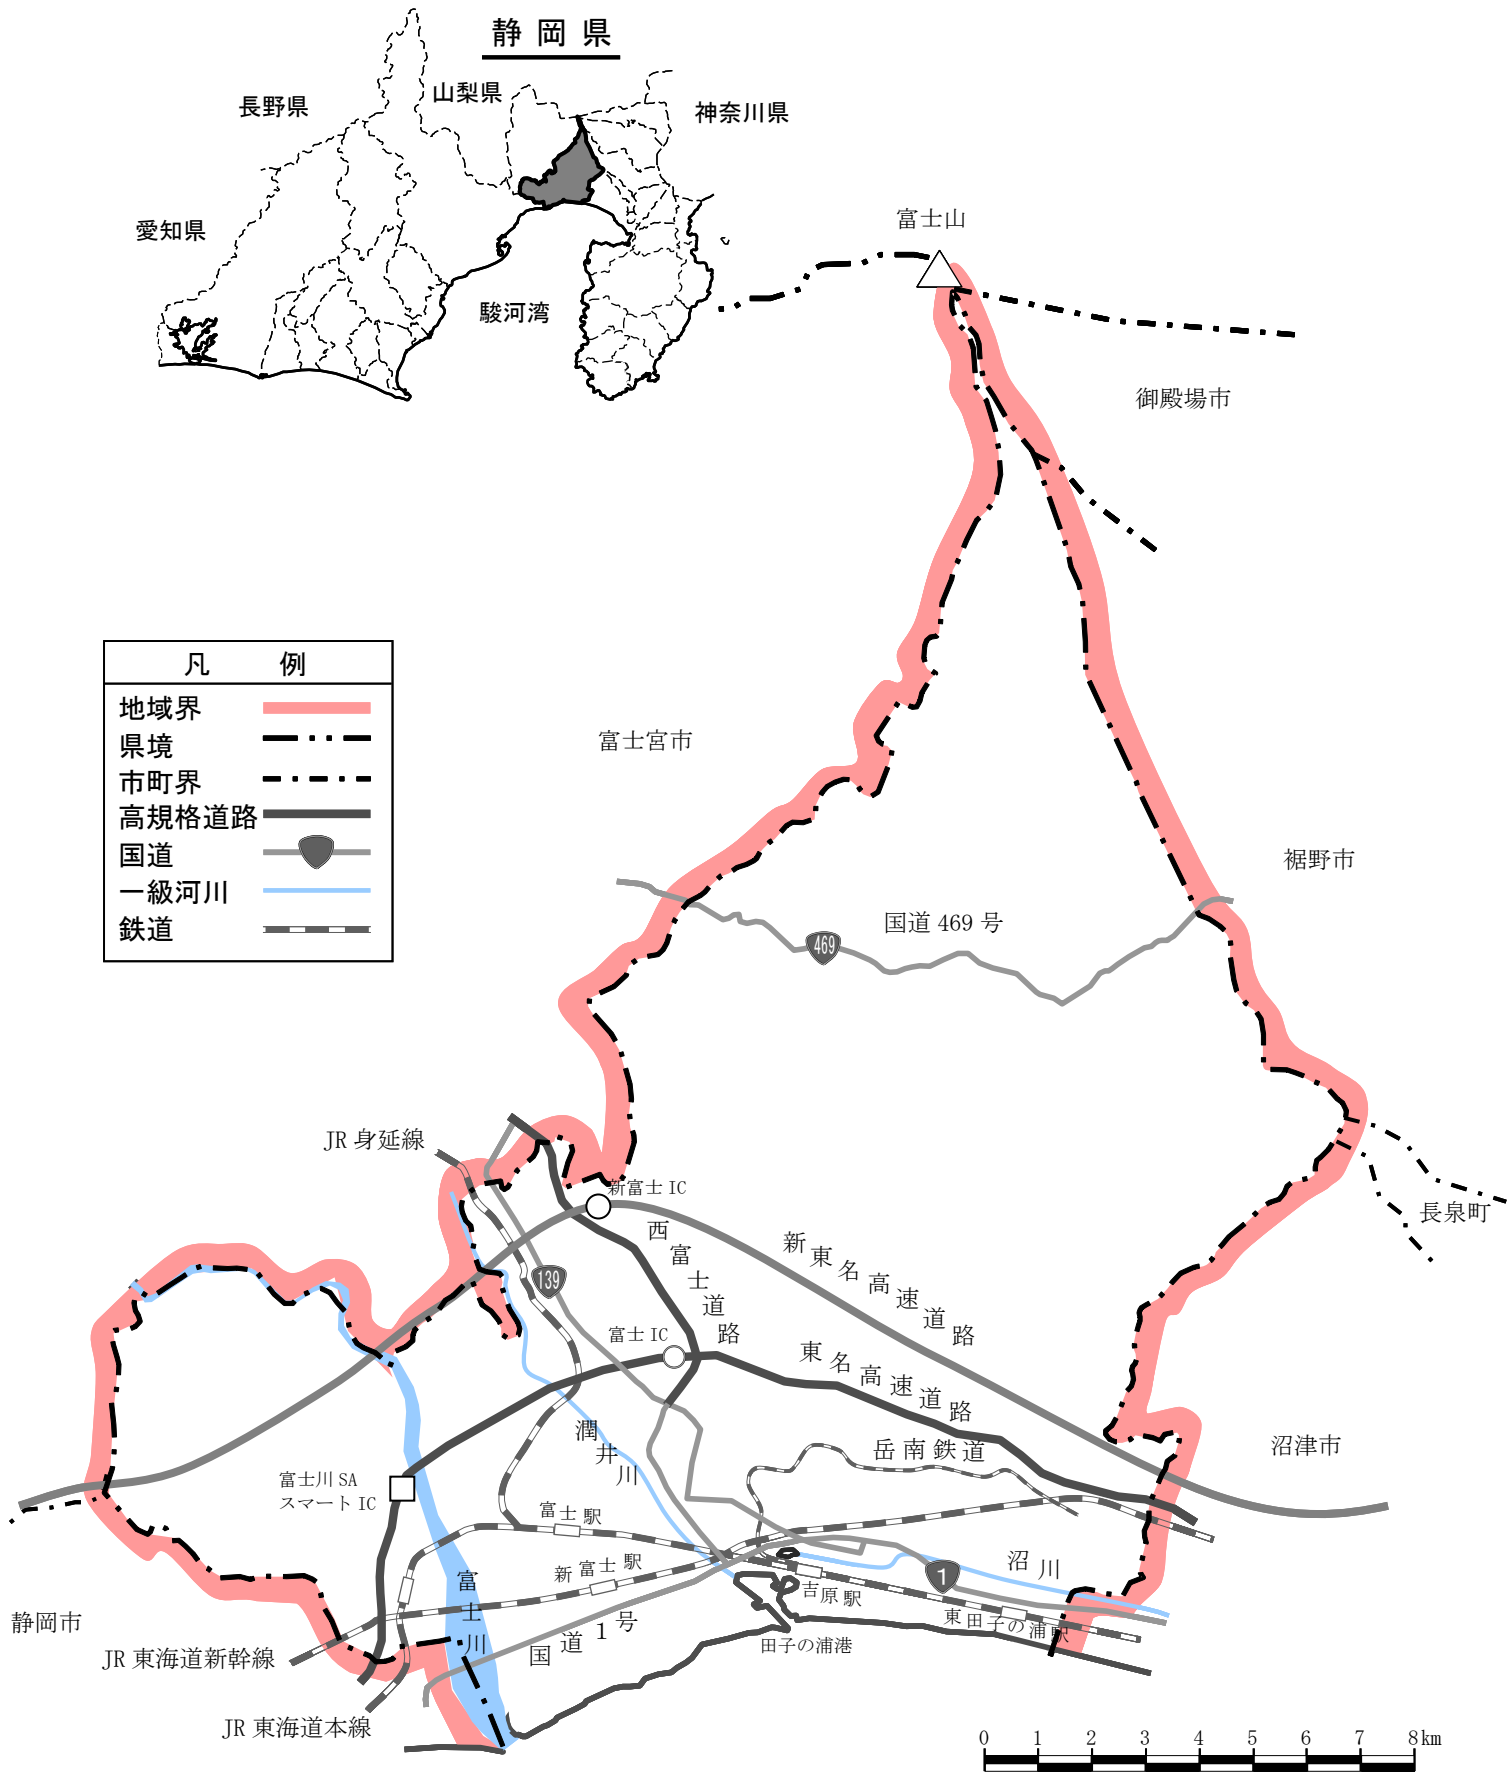 静岡県
長野県
山梨県
神奈川県
愛知県
駿河湾
富士山
御殿場市
凡 例
地域界
県境
市町界
高規格道路
国道
一級河川
鉄道
富士宮市
裾野市
国道 469 号
469
JR 身延線
新富士 IC
長泉町
西富士道路
新東名高速道路
139
富士 IC
東名高速道路
潤井川
岳南鉄道
沼津市
富士川 SA
スマート IC
富士駅
新富士駅
沼川
1
吉原駅
東田子の浦駅
富士川
国道1号
田子の浦港
静岡市
JR 東海道新幹線
JR 東海道本線
0 1 2 3 4 5 6 7 8km